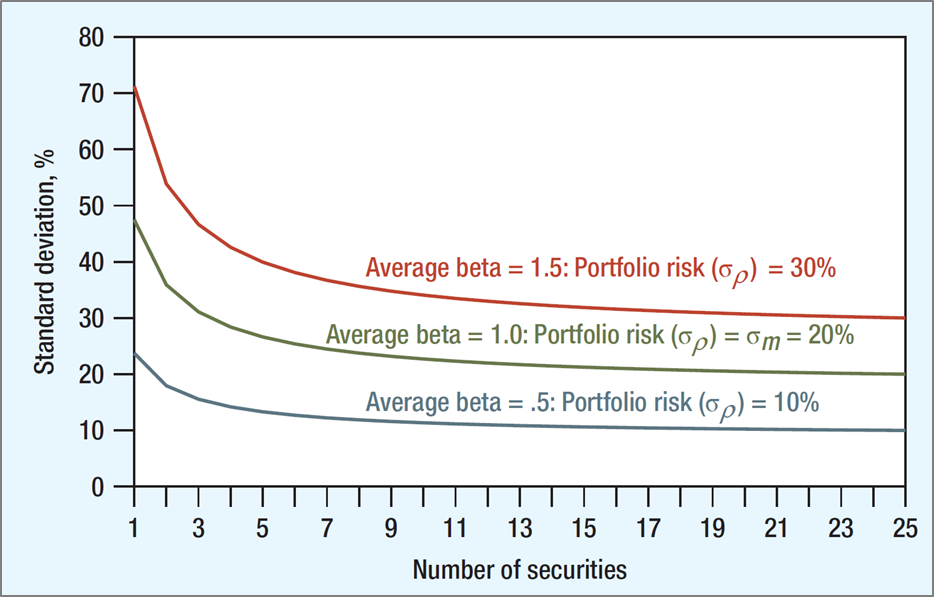 80
70
60
50
40
30
20
10
0
Standard deviation, %
Average beta = 1.5: Portfolio risk (σρ) = 30%
Average beta = 1.0: Portfolio risk (σρ) = σm = 20%
Average beta = .5: Portfolio risk (σρ) = 10%
1 3 5 7 9 11 13 15 17 19 21 23 25
Number of securities